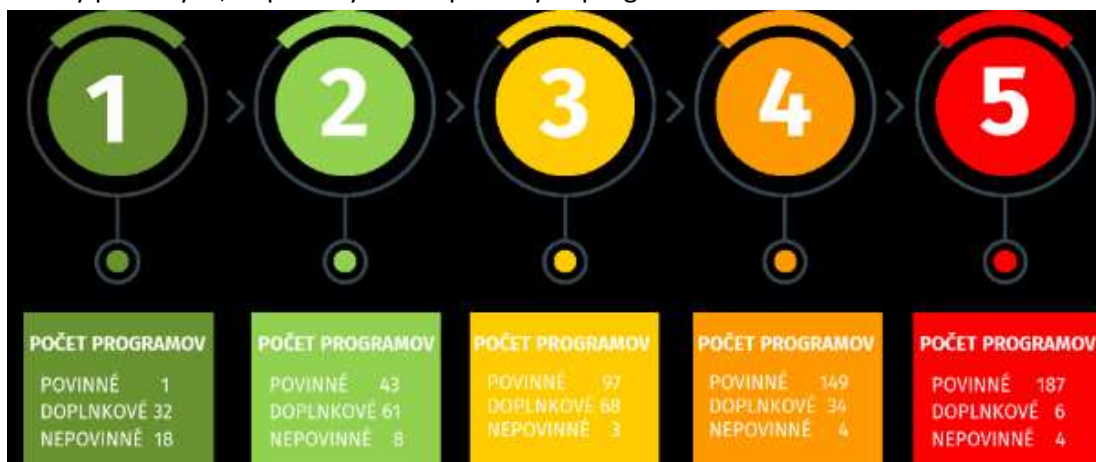 1 2 3 4 5
POČET PROGRAMOV
POVINNÉ 1
DOPLNKOVÉ 32
NEPOVINNÉ 18
POČET PROGRAMOV
POVINNÉ 43
DOPLNKOVÉ 61
NEPOVINNÉ 8
POČET PROGRAMOV
POVINNÉ 97
DOPLNKOVÉ 68
NEPOVINNÉ 3
POČET PROGRAMOV
POVINNÉ 149
DOPLNKOVÉ 34
NEPOVINNÉ 4
POČET PROGRAMOV
POVINNÉ 187
DOPLNKOVÉ 6
NEPOVINNÉ 4